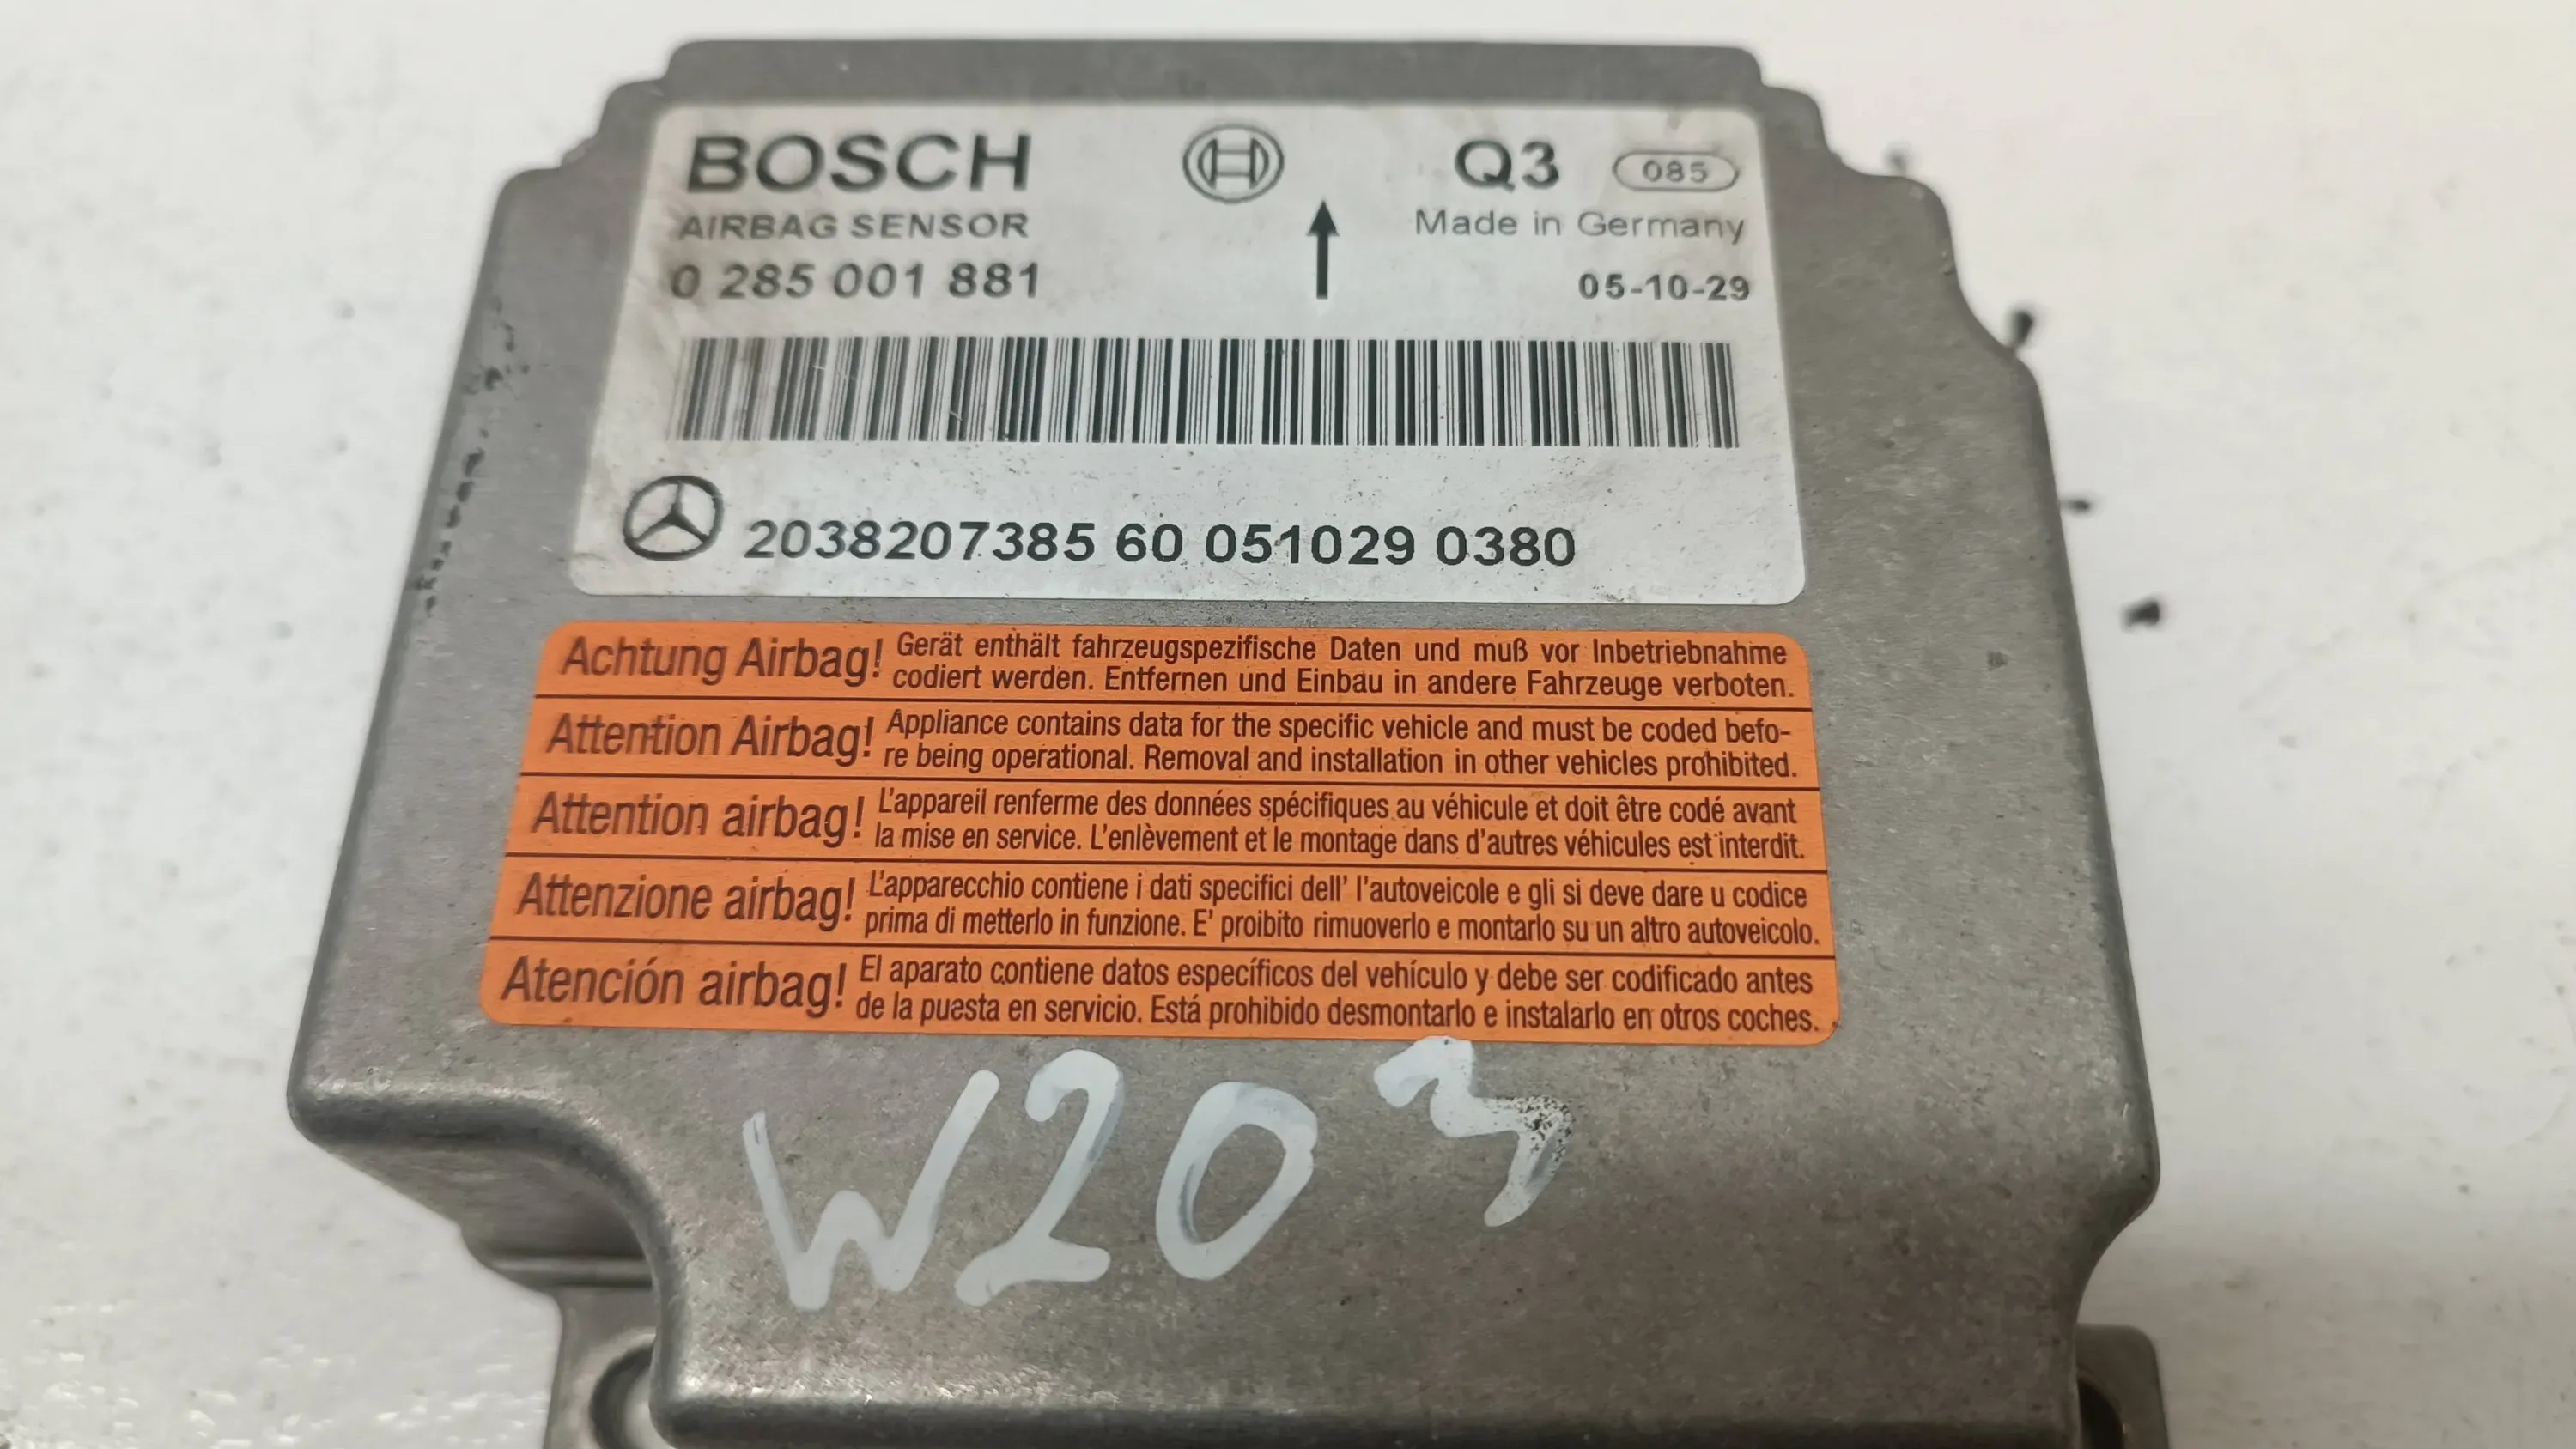 BOSCH Q3 085
AIRBAG SENSOR Made in Germany
0 285 001 881 05-10-29
2038207385 60 051029 0380
Achtung Airbag! Gerät enthält fahrzeugspezifische Daten und muß vor Inbetriebnahme
codiert werden. Entfernen und Einbau in andere Fahrzeuge verboten.
Attention Airbag! Appliance contains data for the specific vehicle and must be coded befo-
re being operational. Removal and installation in other vehicles prohibited.
Attention airbag! L'appareil renferme des données spécifiques au véhicule et doit être codé avant
la mise en service. L'enlèvement et le montage dans d'autres véhicules est interdit.
Attenzione airbag! L'apparecchio contiene i dati specifici dell' l'autoveicole e gli si deve dare u codice
prima di metterlo in funzione. E' proibito rimuoverlo e montarlo su un altro autoveicolo.
Atención airbag! El aparato contiene datos específicos del vehículo y debe ser codificado antes
de la puasta en servicio. Está prohibido desmontarlo e instalarlo en otros coches.
W203